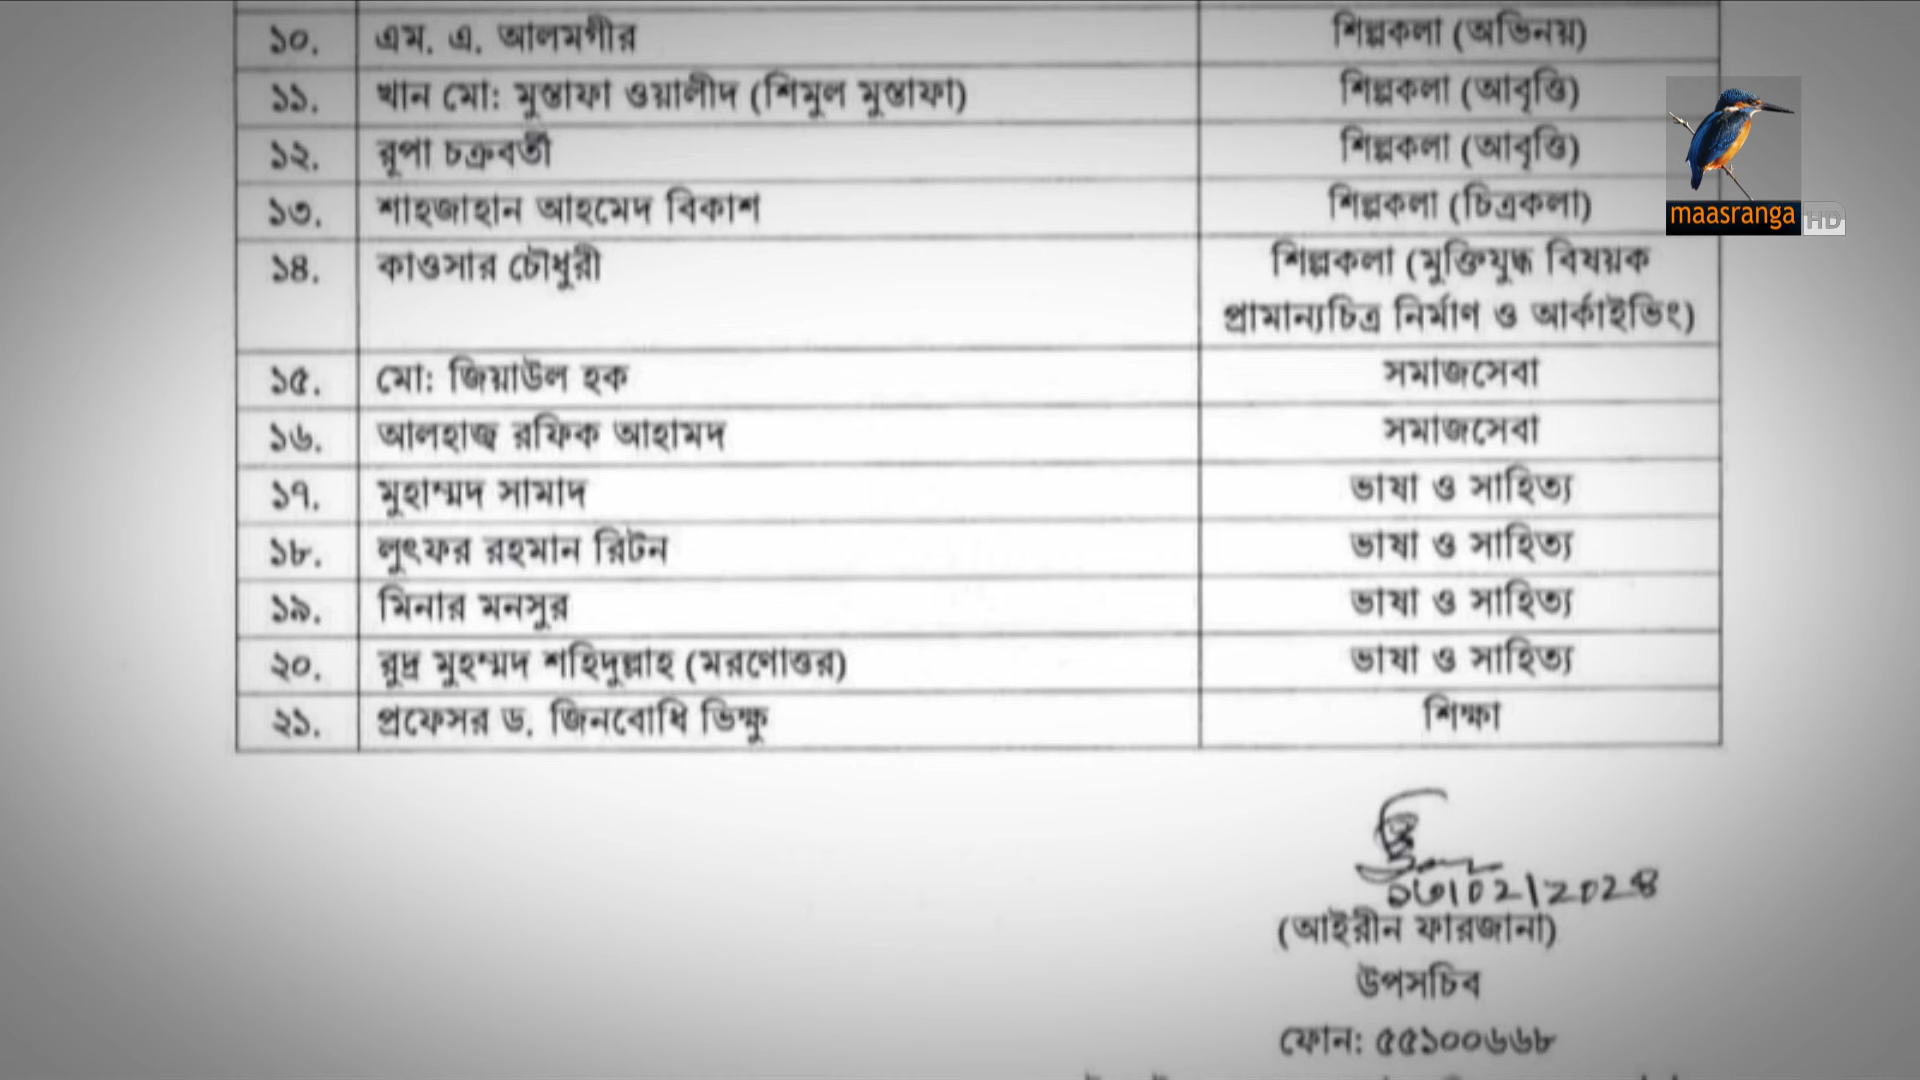 ১০. এম. এ. আলমগীর শিল্পকলা (অভিনয়)
১১. খান মো: মুস্তাফা ওয়ালীদ (শিমুল মুস্তাফা) শিল্পকলা (আবৃত্তি)
১২. রূপা চক্রবর্তী শিল্পকলা (আবৃত্তি)
১৩. শাহজাহান আহমেদ বিকাশ শিল্পকলা (চিত্রকলা)
১৪. কাওসার চৌধুরী শিল্পকলা (মুক্তিযুদ্ধ বিষয়ক
প্রামান্যচিত্র নির্মাণ ও আর্কাইভিং)
১৫. মো: জিয়াউল হক সমাজসেবা
১৬. আলহাজ্ব রফিক আহামদ সমাজসেবা
১৭. মুহাম্মদ সামাদ ভাষা ও সাহিত্য
১৮. লুৎফর রহমান রিটন ভাষা ও সাহিত্য
১৯. মিনার মনসুর ভাষা ও সাহিত্য
২০. রুদ্র মুহম্মদ শহিদুল্লাহ (মরণোত্তর) ভাষা ও সাহিত্য
২১. প্রফেসর ড. জিনবোধি ভিক্ষু শিক্ষা
১৩/০২/২০২৪
(আইরীন ফারজানা)
উপসচিব
ফোন: ৫৫১০০৬৬৮
maasranga HD